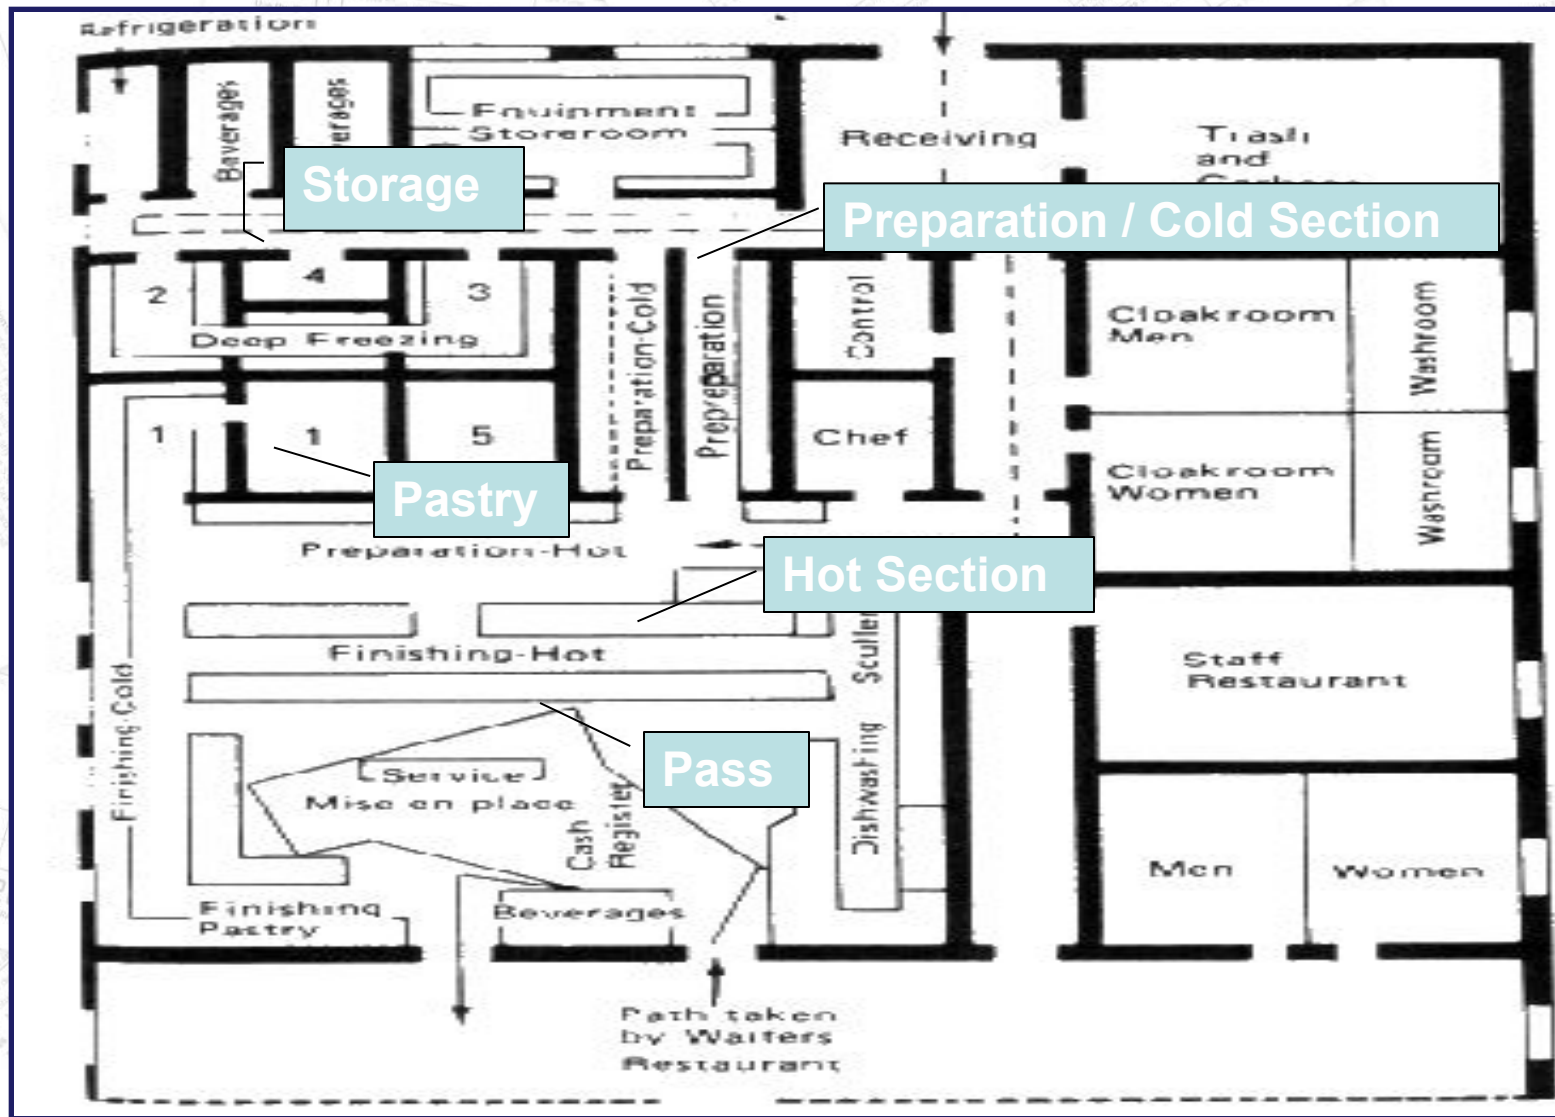 Refrigeration
Beverages
Equipment
Storeroom
Receiving
Trash
and
Storage
Preparation / Cold Section
2
4
3
Deep Freezing
Preparation-Cold
Preparation
Control
Cloakroom
Men
Washroom
1
1
5
Chef
Cloakroom
Women
Washroom
Pastry
Preparation-Hot
Hot Section
Finishing-Hot
Staff
Restaurant
Finishing-Cold
Pass
Service
Mise en place
Cash
Register
Dishwashing
Men
Women
Finishing
Pastry
Beverages
Path taken
by Waiters
Restaurant